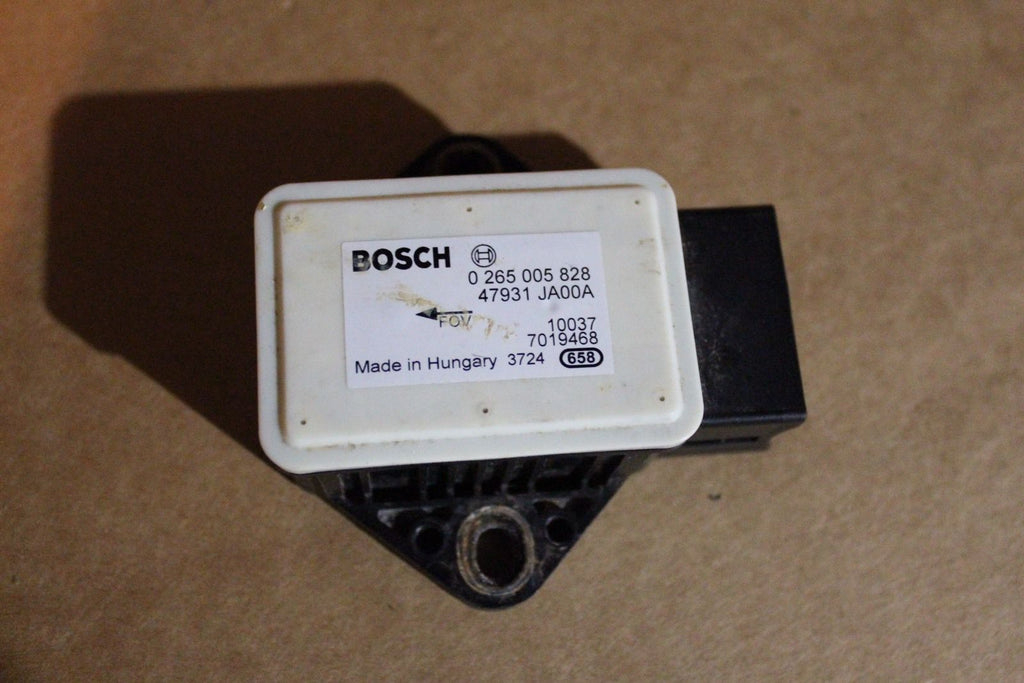 BOSCH
0 265 005 828
47931 JA00A
FOV
10037
7019468
Made in Hungary 3724 658